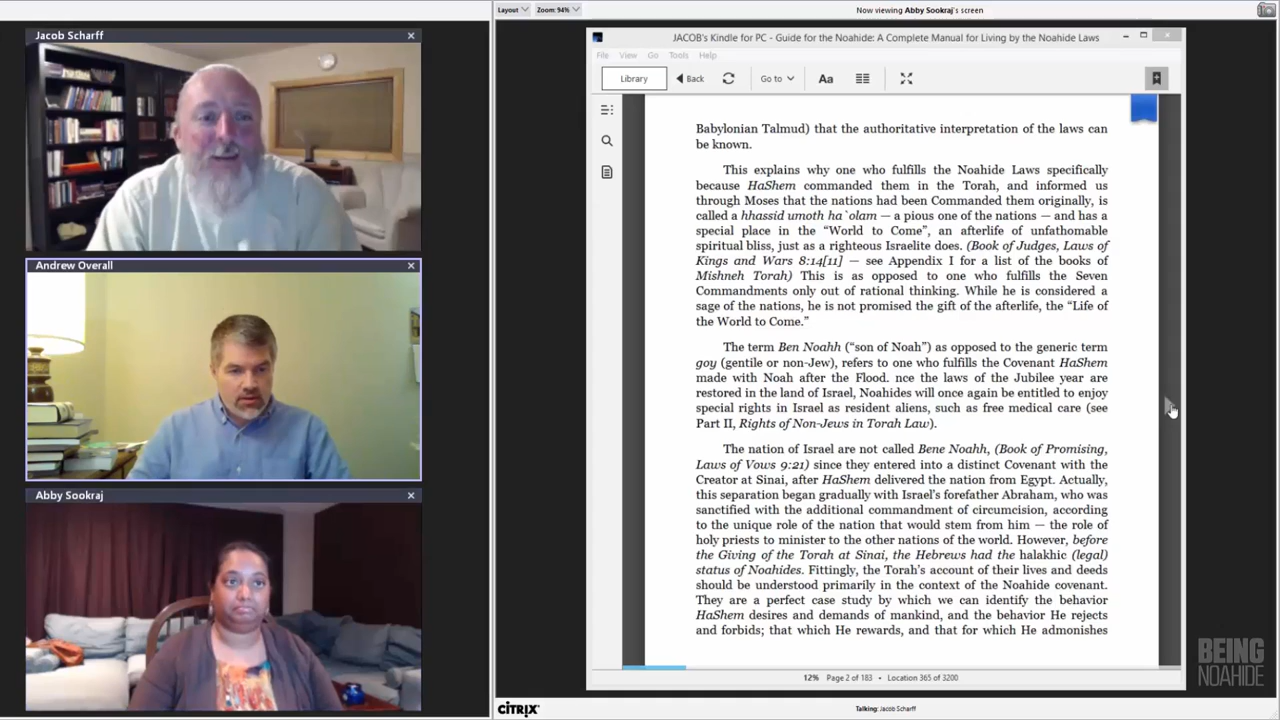 Layout
Zoom: 94%
Now viewing Abby Sookraj's screen
Jacob Scharff
Andrew Overall
Abby Sookraj
JACOB's Kindle for PC - Guide for the Noahide: A Complete Manual for Living by the Noahide Laws
File View Go Tools Help
Library
Back
Go to
Aa
Babylonian Talmud) that the authoritative interpretation of the laws can
be known.
This explains why one who fulfills the Noahide Laws specifically
because HaShem commanded them in the Torah, and informed us
through Moses that the nations had been Commanded them originally, is
called a hhassid umoth ha`olam — a pious one of the nations — and has a
special place in the “World to Come”, an afterlife of unfathomable
spiritual bliss, just as a righteous Israelite does. (Book of Judges, Laws of
Kings and Wars 8:14[11] — see Appendix I for a list of the books of
Mishneh Torah) This is as opposed to one who fulfills the Seven
Commandments only out of rational thinking. While he is considered a
sage of the nations, he is not promised the gift of the afterlife, the “Life of
the World to Come.”
The term Ben Noahh (“son of Noah”) as opposed to the generic term
goy (gentile or non-Jew), refers to one who fulfills the Covenant HaShem
made with Noah after the Flood. nce the laws of the Jubilee year are
restored in the land of Israel, Noahides will once again be entitled to enjoy
special rights in Israel as resident aliens, such as free medical care (see
Part II, Rights of Non-Jews in Torah Law).
The nation of Israel are not called Bene Noahh, (Book of Promising,
Laws of Vows 9:21) since they entered into a distinct Covenant with the
Creator at Sinai, after HaShem delivered the nation from Egypt. Actually,
this separation began gradually with Israel's forefather Abraham, who was
sanctified with the additional commandment of circumcision, according
to the unique role of the nation that would stem from him — the role of
holy priests to minister to the other nations of the world. However, before
the Giving of the Torah at Sinai, the Hebrews had the halakhic (legal)
status of Noahides. Fittingly, the Torah's account of their lives and deeds
should be understood primarily in the context of the Noahide covenant.
They are a perfect case study by which we can identify the behavior
HaShem desires and demands of mankind, and the behavior He rejects
and forbids; that which He rewards, and that for which He admonishes
12% Page 2 of 183 • Location 365 of 3200
BEING
NOAHIDE
CİTRIX®
Talking: Jacob Scharff